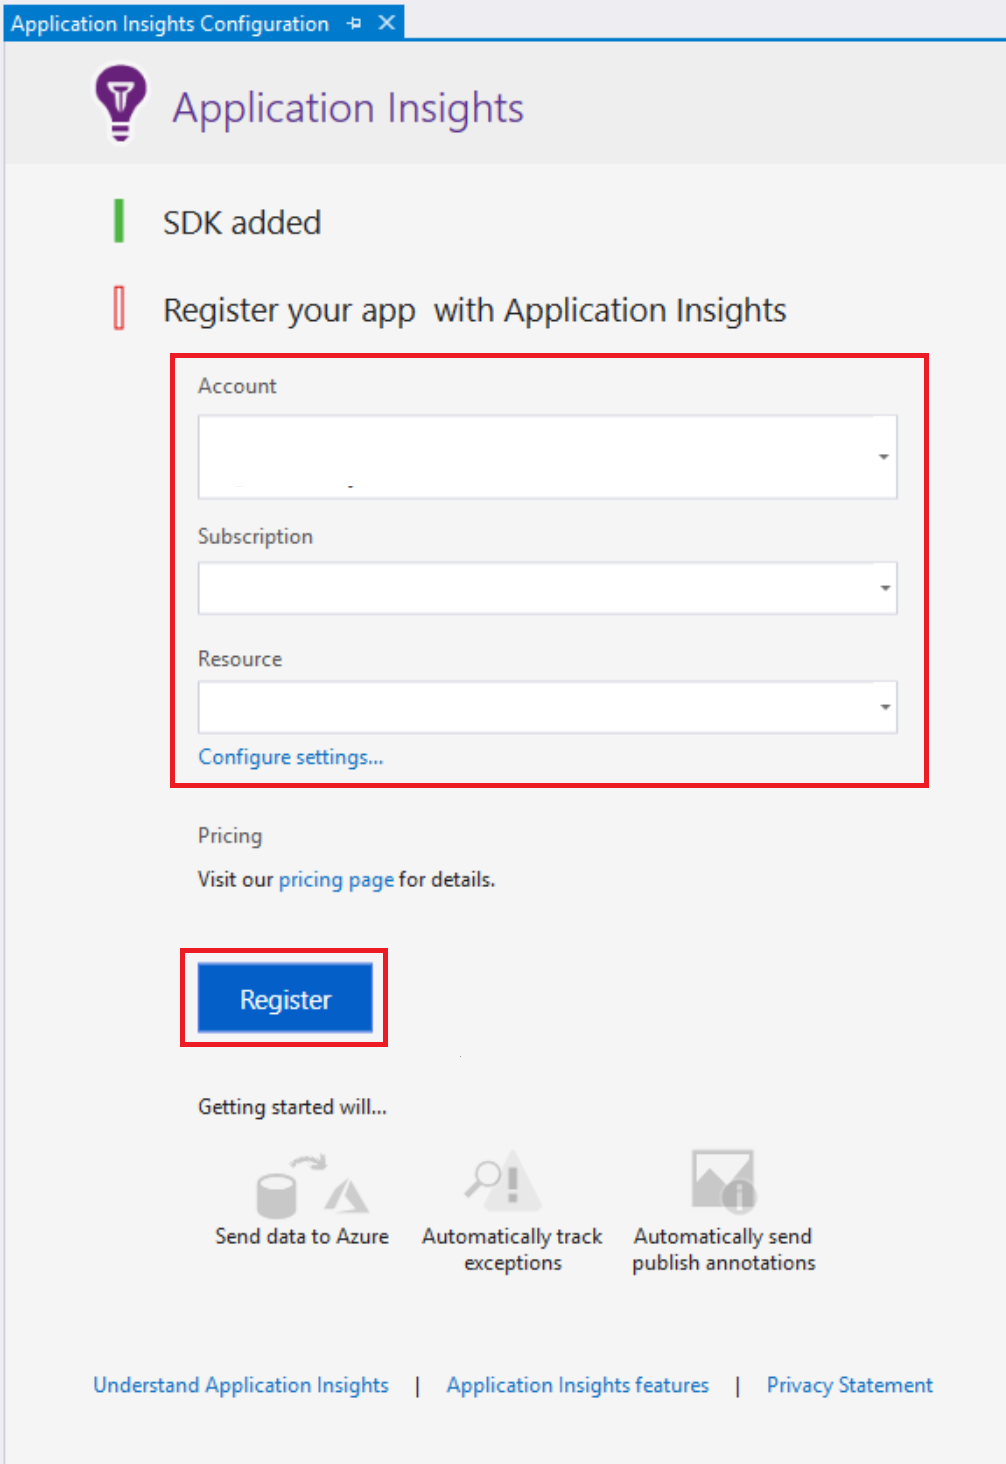 Application Insights Configuration
Application Insights
SDK added
Register your app  with Application Insights
Account
Subscription
Resource
Configure settings...
Pricing
Visit our pricing page for details.
Register
Getting started will...
Send data to Azure
Automatically track
exceptions
Automatically send
publish annotations
Understand Application Insights | Application Insights features | Privacy Statement